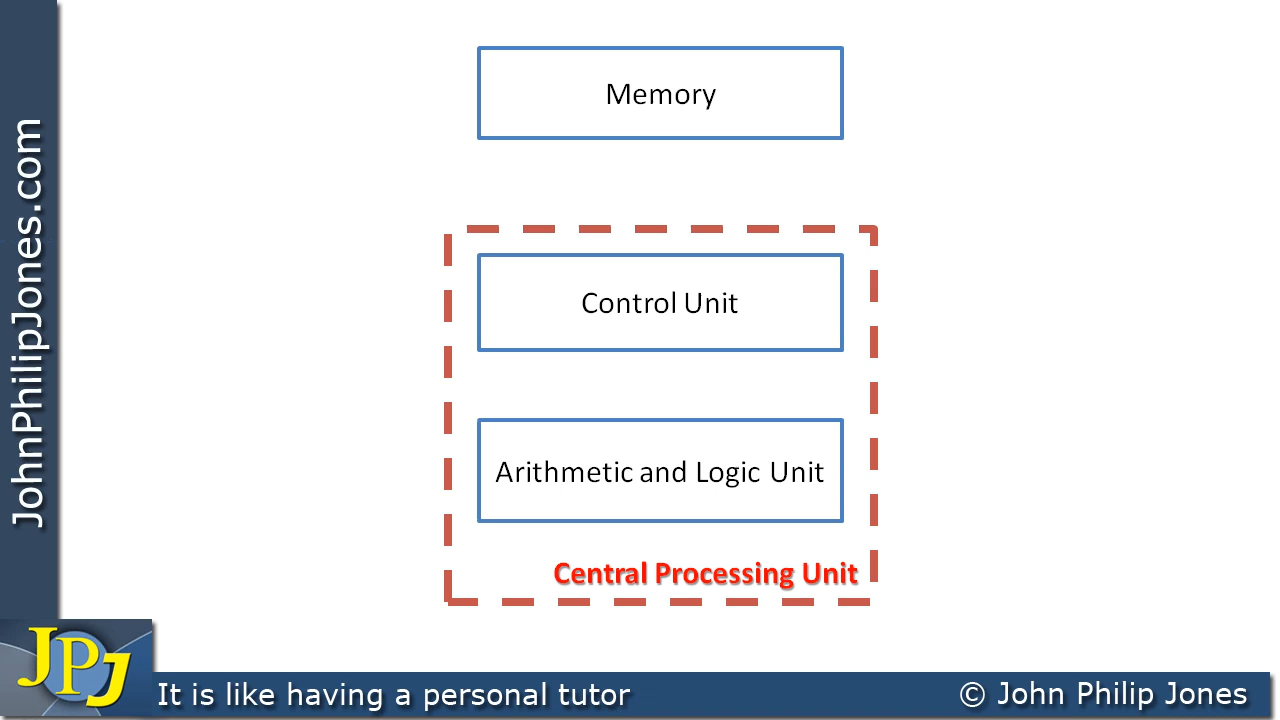 Memory
Control Unit
Arithmetic and Logic Unit
Central Processing Unit
JohnPhilipJones.com
JPJ
It is like having a personal tutor
© John Philip Jones